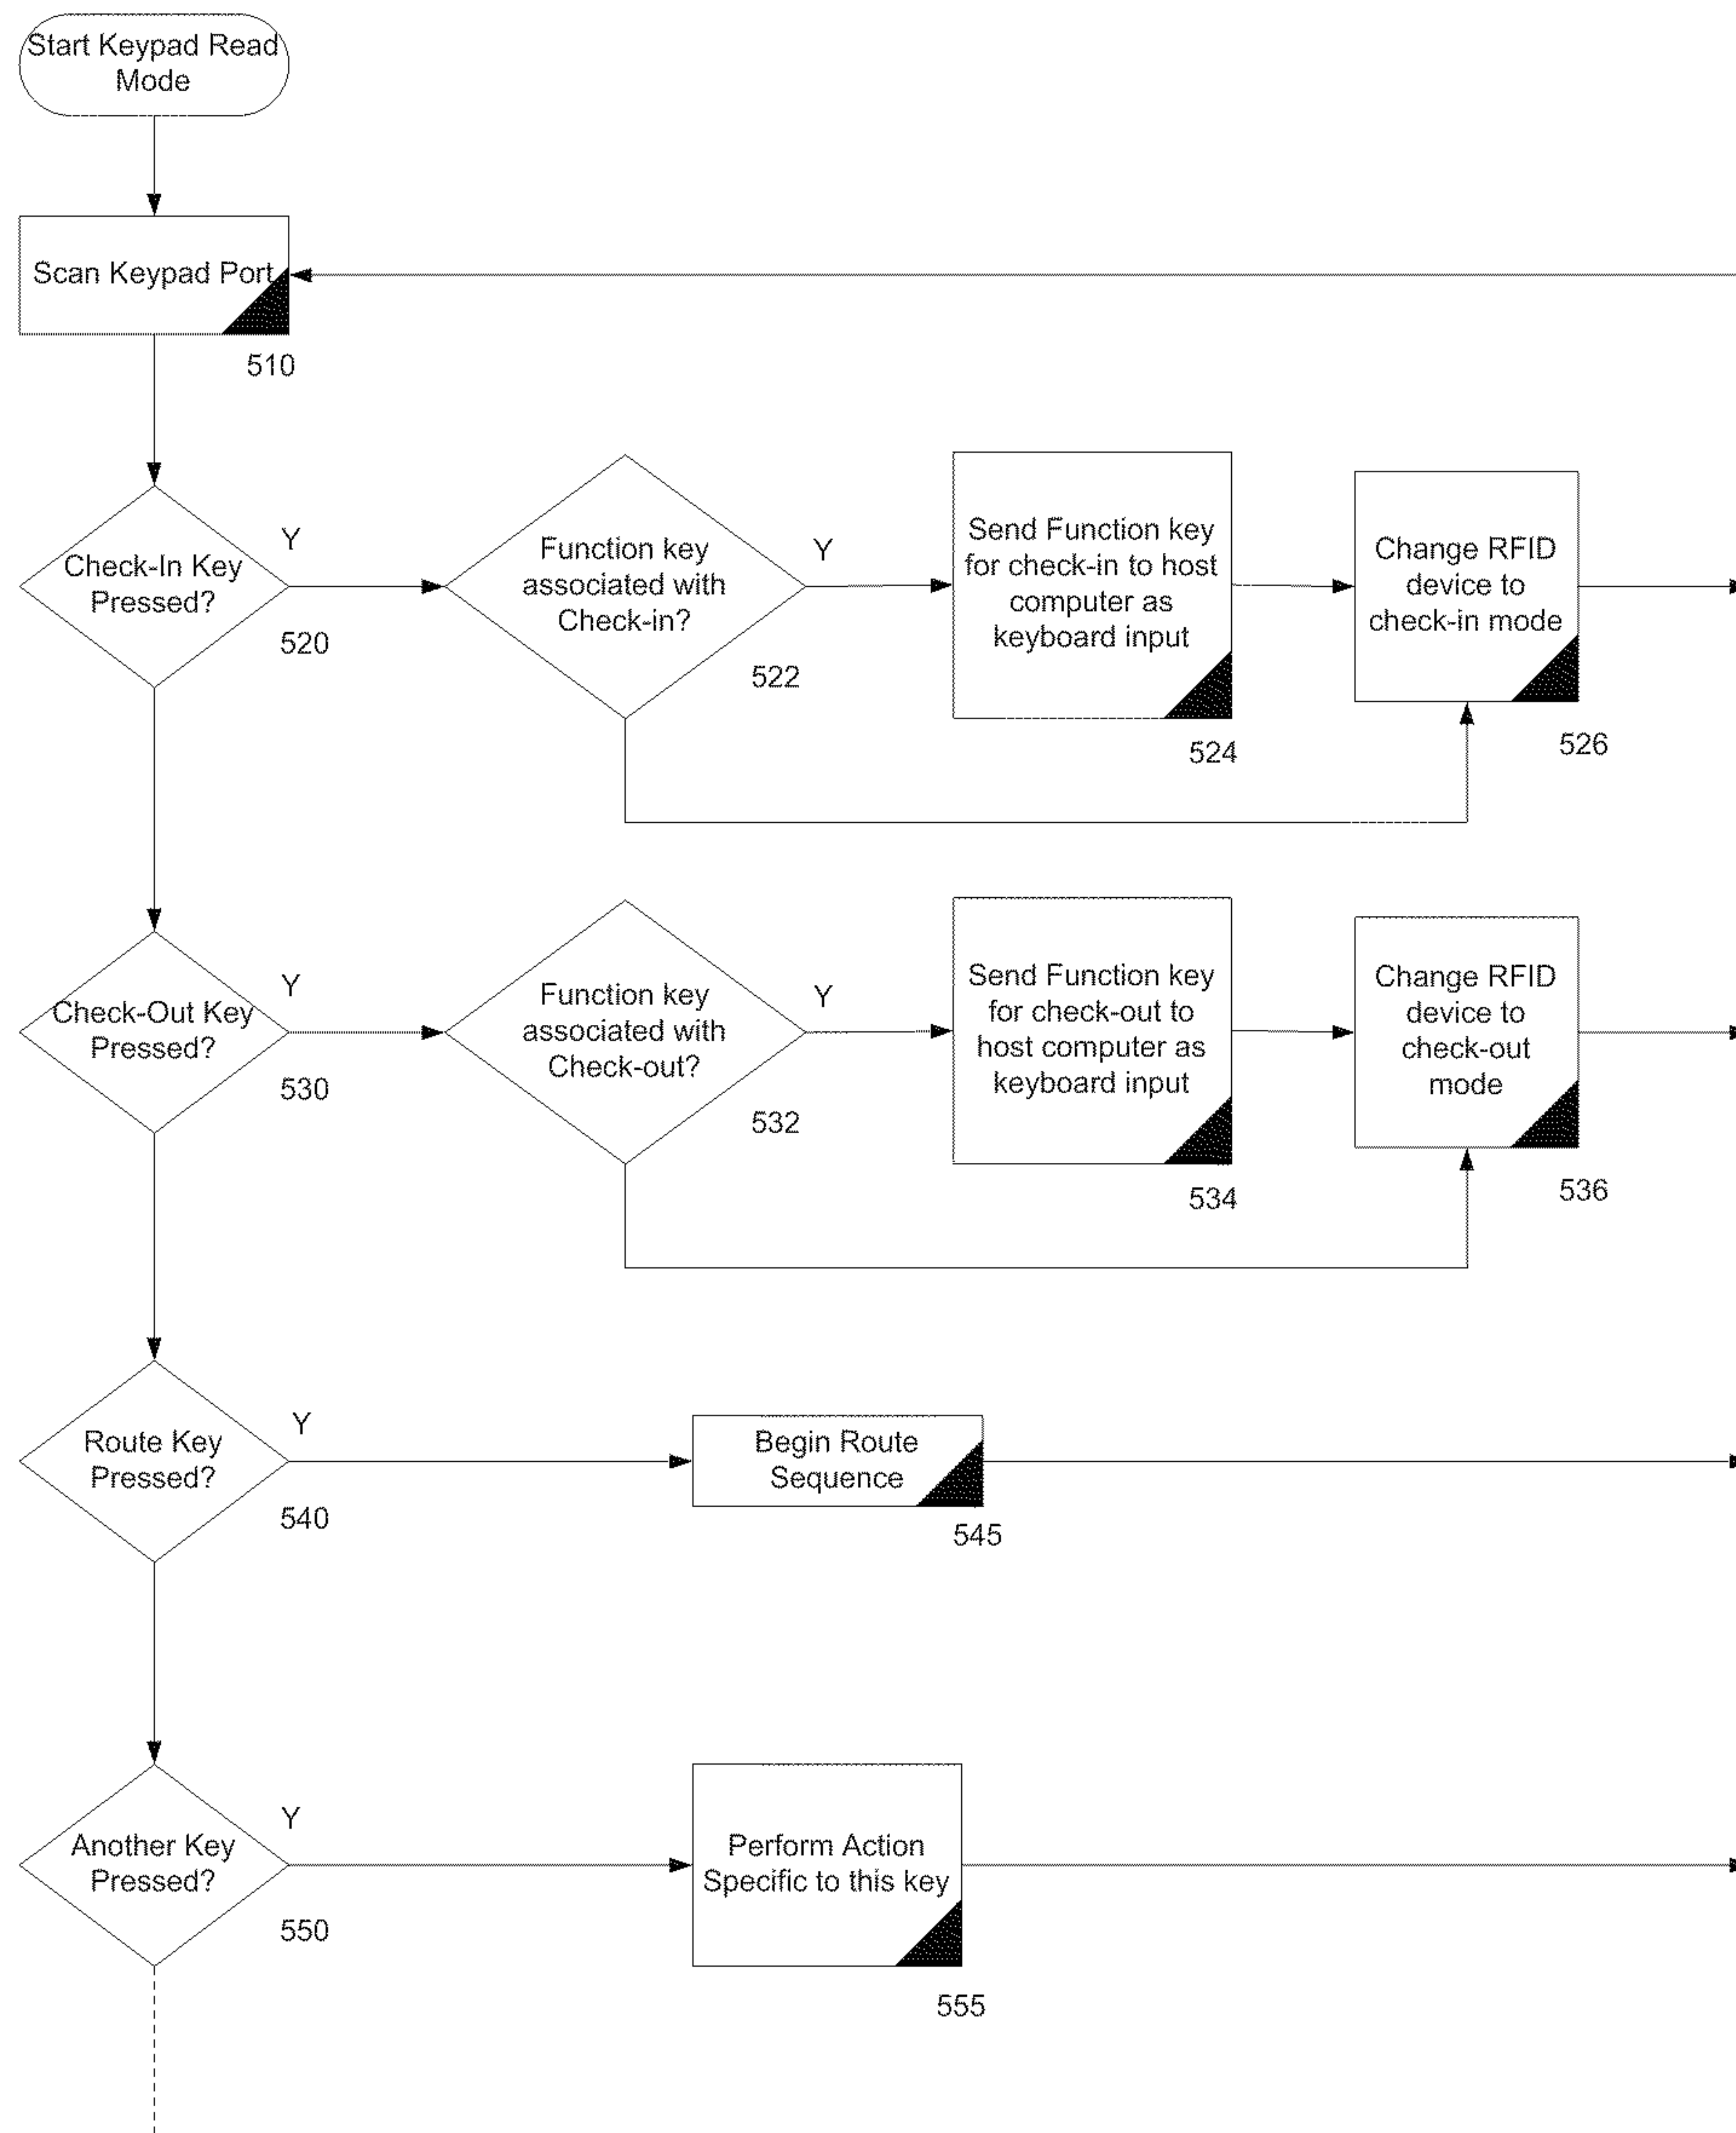 Start Keypad Read
Mode
Scan Keypad Port
510
Check-In Key
Pressed?
Y
520
Function key
associated with
Check-in?
Y
522
Send Function key
for check-in to host
computer as
keyboard input
524
Change RFID
device to
check-in mode
526
Check-Out Key
Pressed?
Y
530
Function key
associated with
Check-out?
Y
532
Send Function key
for check-out to
host computer as
keyboard input
534
Change RFID
device to
check-out
mode
536
Route Key
Pressed?
Y
540
Begin Route
Sequence
545
Another Key
Pressed?
Y
550
Perform Action
Specific to this key
555